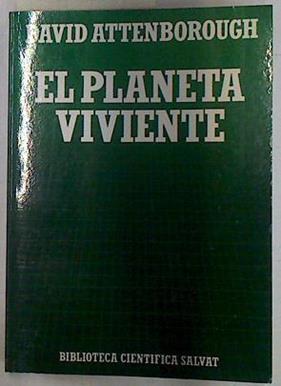 DAVID ATTENBOROUGH
EL PLANETA
VIVIENTE
BIBLIOTECA CIENTIFICA SALVAT